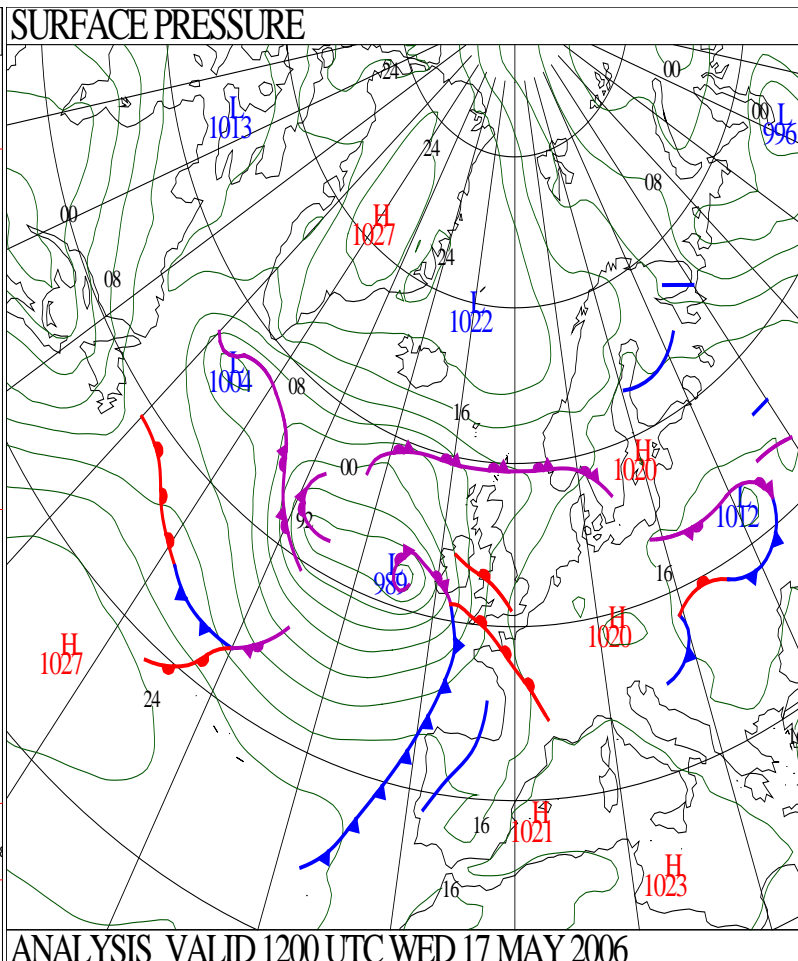 SURFACE PRESSURE
24
00
L
1013
00
L
996
24
08
00
H
1027
24
08
L
1022
L
1004
08
16
H
1020
00
92
L
1012
L
989
16
H
1020
H
1027
24
16
H
1021
H
1023
16
ANALYSIS VALID 1200 UTC WED 17 MAY 2006